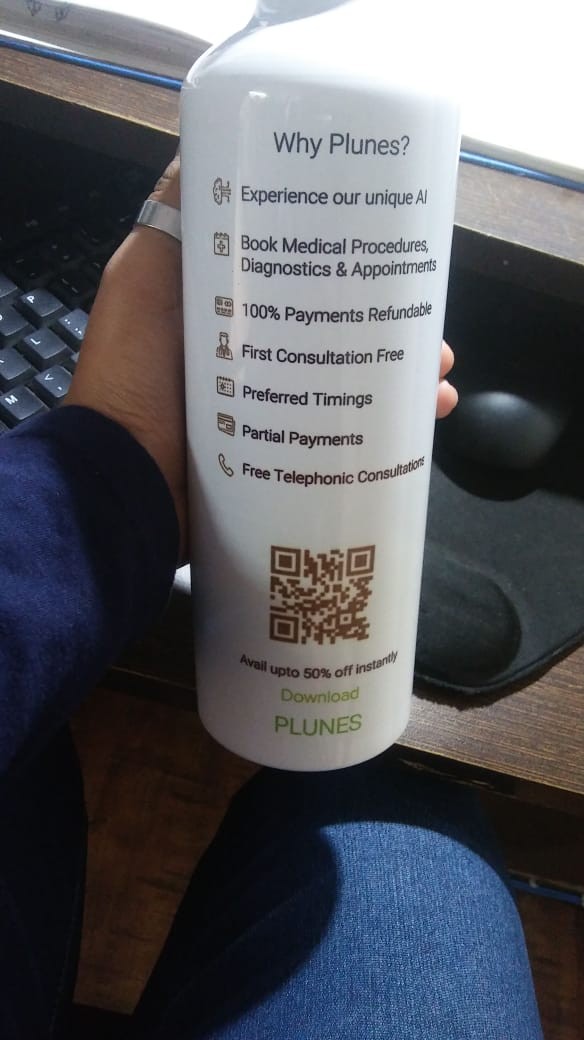 Why Plunes?
Experience our unique AI
Book Medical Procedures,
Diagnostics & Appointments
100% Payments Refundable
First Consultation Free
Preferred Timings
Partial Payments
Free Telephonic Consultations
Avail upto 50% off instantly
Download
PLUNES
P
L
V
M